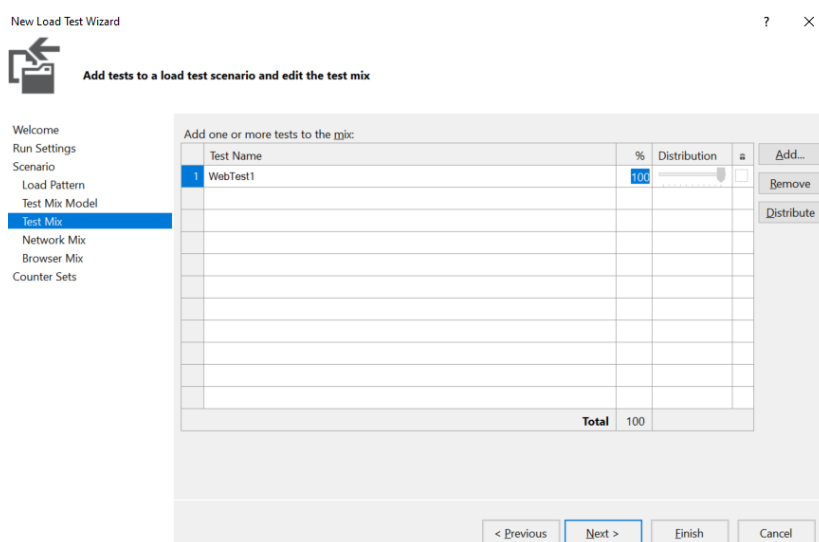 New Load Test Wizard
?
Add tests to a load test scenario and edit the test mix
Welcome
Run Settings
Scenario
Load Pattern
Test Mix Model
Test Mix
Network Mix
Browser Mix
Counter Sets
Add one or more tests to the mix:
Test Name % Distribution
1 WebTest1 100
Total 100
Add...
Remove
Distribute
< Previous Next > Finish Cancel